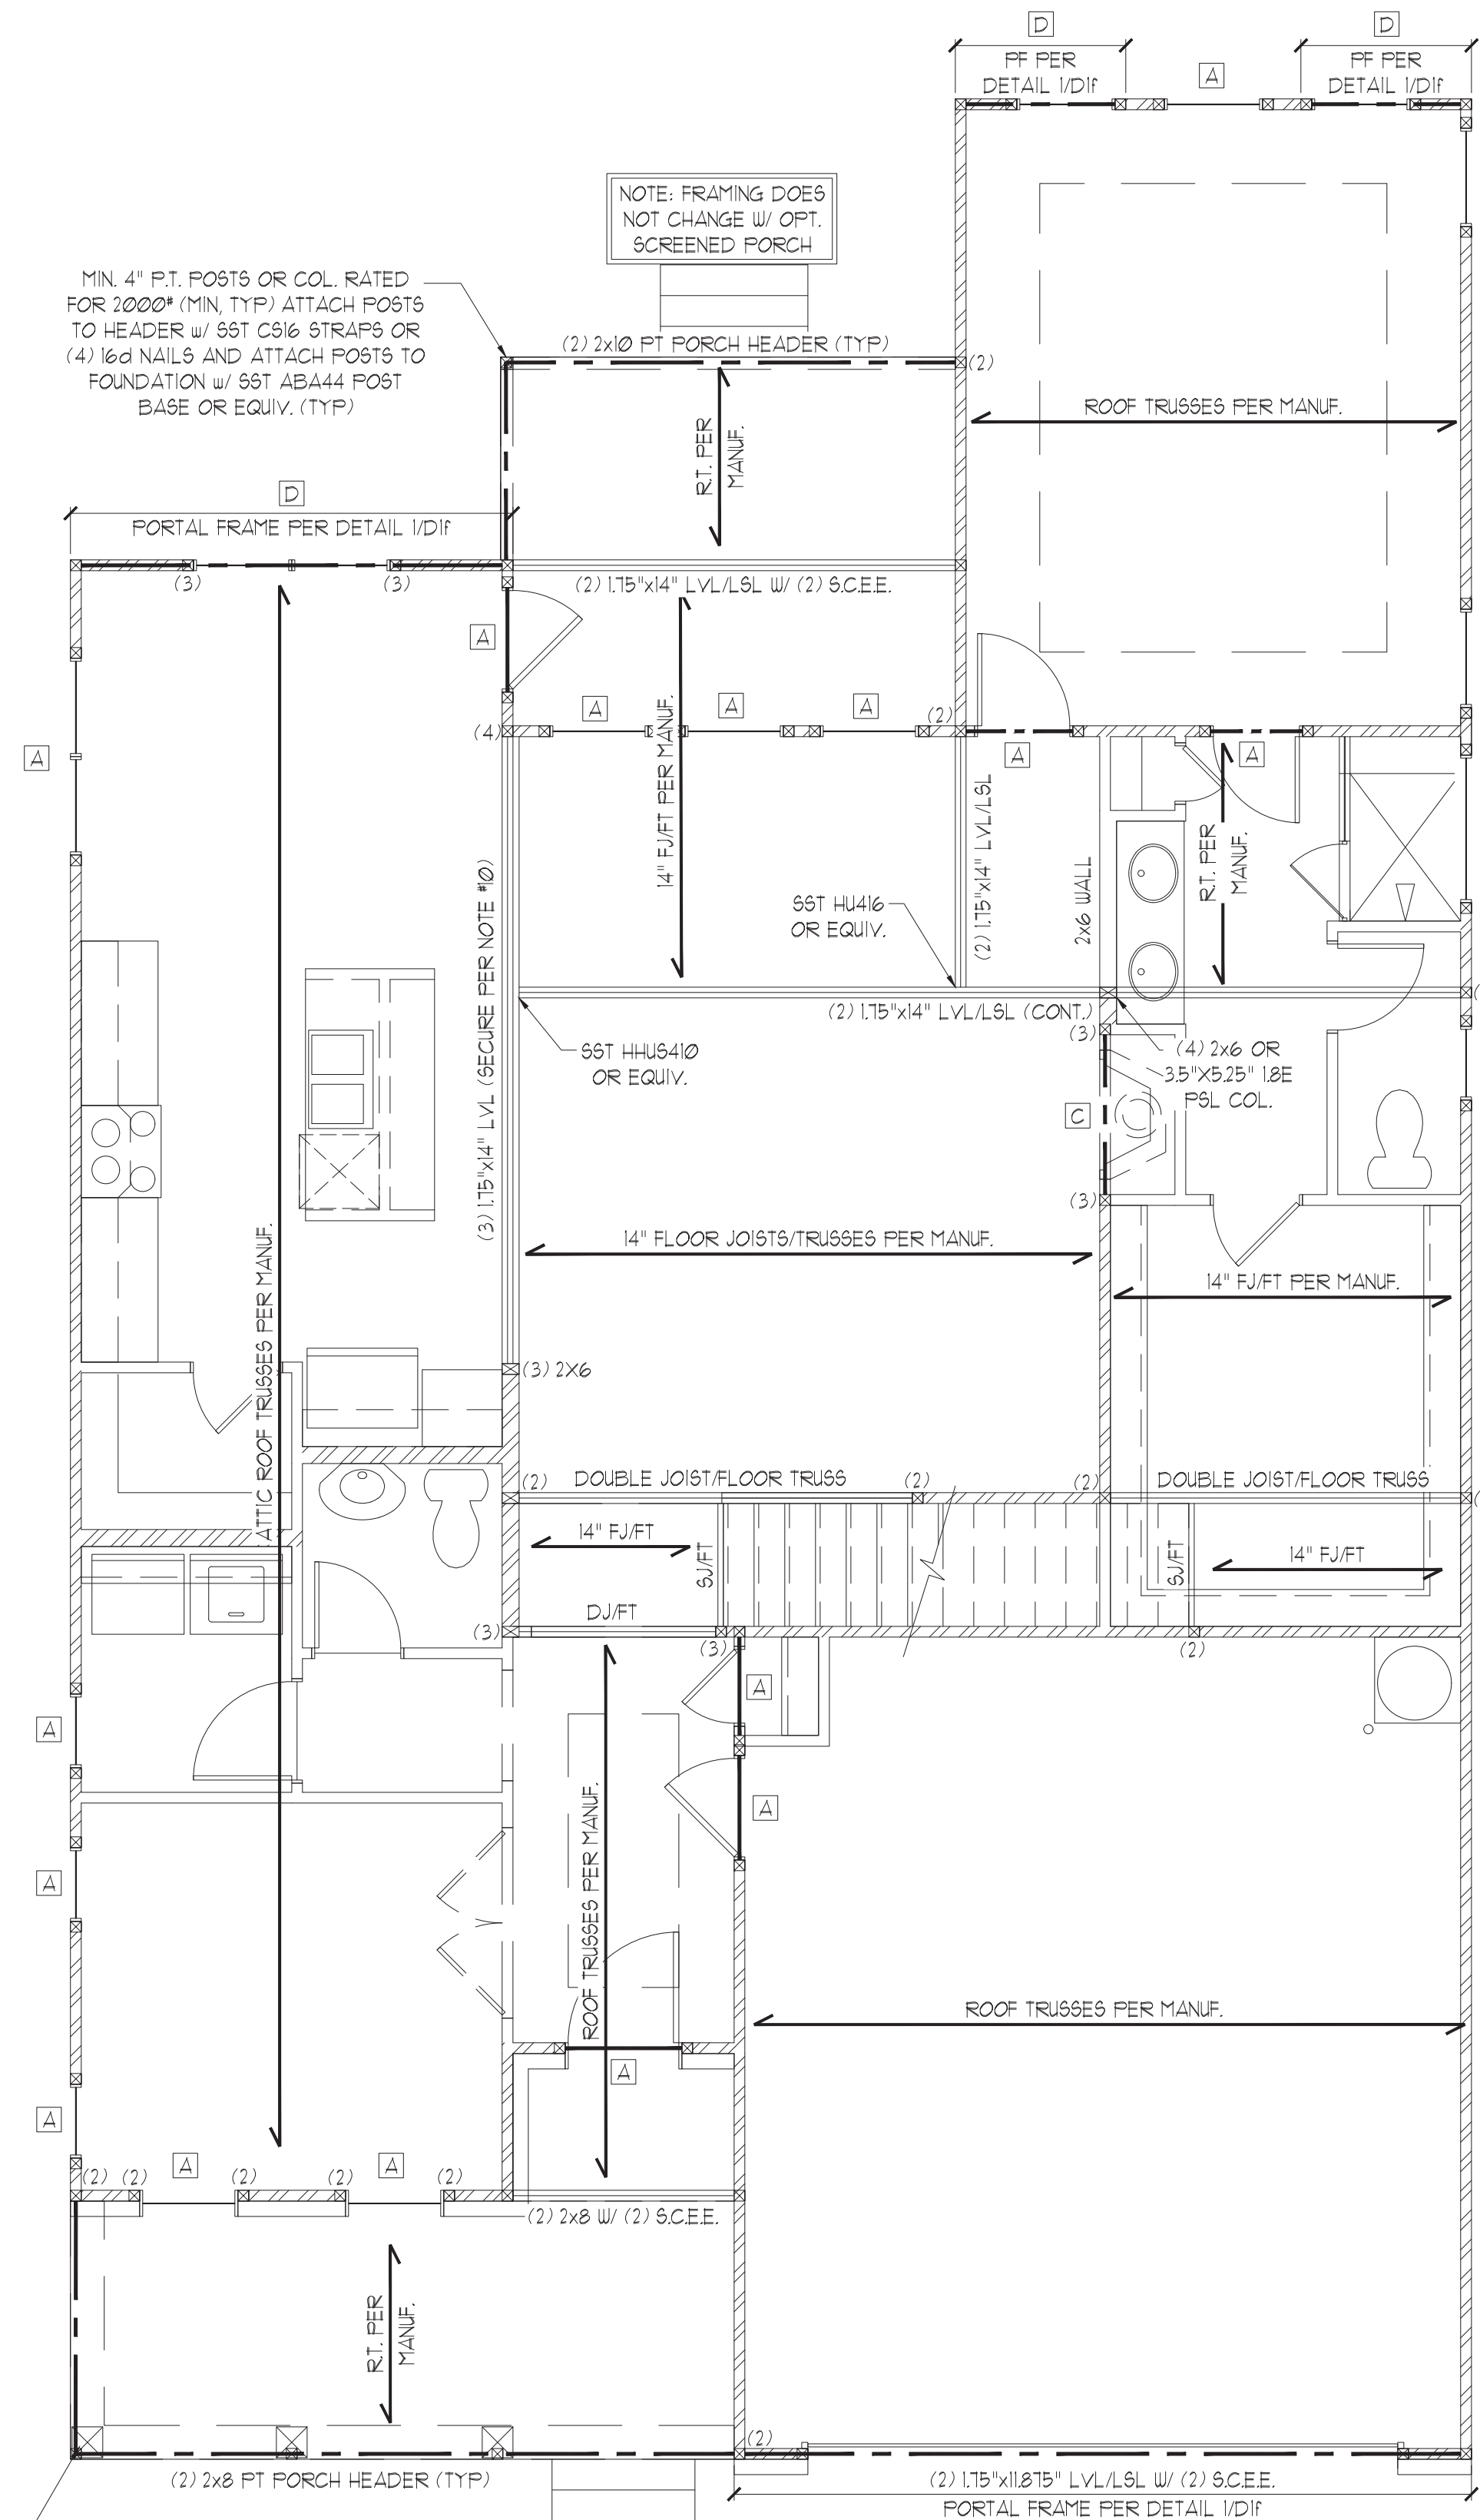 D
D
PF PER
DETAIL 1/D1f
A
PF PER
DETAIL 1/D1f
NOTE: FRAMING DOES
NOT CHANGE W/ OPT.
SCREENED PORCH
MIN. 4" P.T. POSTS OR COL. RATED
FOR 2000# (MIN, TYP) ATTACH POSTS
TO HEADER w/ SST CS16 STRAPS OR
(4) 16d NAILS AND ATTACH POSTS TO
FOUNDATION w/ SST ABA44 POST
BASE OR EQUIV. (TYP)
(2) 2x10 PT PORCH HEADER (TYP)
(2)
ROOF TRUSSES PER MANUF.
R.T. PER
MANUF.
D
PORTAL FRAME PER DETAIL 1/D1f
(3)
(3)
(2) 1.75"x14" LVL/LSL W/ (2) S.C.E.E.
A
A
A
A
(2)
(4)
A
A
A
14" FJ/FT PER MANUF.
(2) 1.75"x14" LVL/LSL
2x6 WALL
R.T. PER
MANUF.
SST HU416
OR EQUIV.
(3) 1.75"x14" LVL (SECURE PER NOTE #10)
(2) 1.75"x14" LVL/LSL (CONT.)
(3)
SST HHUS410
OR EQUIV.
(4) 2x6 OR
3.5"X5.25" 1.8E
PSL COL.
C
(3)
14" FLOOR JOISTS/TRUSSES PER MANUF.
14" FJ/FT PER MANUF.
ATTIC ROOF TRUSSES PER MANUF.
(3) 2X6
(2)
DOUBLE JOIST/FLOOR TRUSS
(2)
(2)
DOUBLE JOIST/FLOOR TRUSS
14" FJ/FT
SJ/FT
SJ/FT
14" FJ/FT
DJ/FT
(3)
(3)
(2)
A
A
A
A
ROOF TRUSSES PER MANUF.
ROOF TRUSSES PER MANUF.
A
A
(2)
(2)
A
(2)
(2)
A
(2)
(2) 2x8 W/ (2) S.C.E.E.
R.T. PER
MANUF.
(2)
(2) 2x8 PT PORCH HEADER (TYP)
(2) 1.75"x11.875" LVL/LSL W/ (2) S.C.E.E.
PORTAL FRAME PER DETAIL 1/D1f